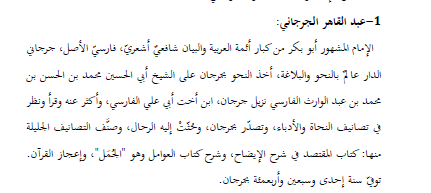 1-عبد القاهر الجرجاني:
الإمام المشهور أبو بكر من كبار أئمة العربية والبيان شافعيّ أشعريّ، فارسيّ الأصل، جرجاني
الدار عالمٌ بالنحو والبلاغة، أخذ النحو بجرجان على الشيخ أبي الحسين محمد بن الحسن بن
محمد بن عبد الوارث الفارسي نزيل جرجان، ابن أخت أبي علي الفارسي، وأكثر عنه وقرأ ونظر
في تصانيف النحاة والأدباء، وتصدّر بجرجان، وحُثّتْ إليه الرحال، وصنَّف التصانيف الجليلة
منها: كتاب المقتصد في شرح الإيضاح، وشرح كتاب العوامل وهو "الجُمَل"، وإعجاز القرآن.
توفيّ سنة إحدى وسبعين وأربعمئة بجرجان.